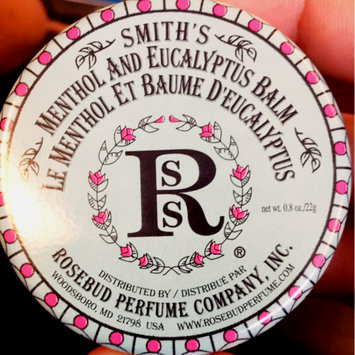 SMITH'S
MENTHOL AND EUCALYPTUS BALM
LE MENTHOL ET BAUME D'EUCALYPTUS
RSS
net wt. 0.8 oz./22g
®
DISTRIBUTED BY / DISTRIBUÉ PAR
ROSEBUD PERFUME COMPANY, INC.
WOODSBORO, MD 21798 USA WWW.ROSEBUDPERFUME.COM